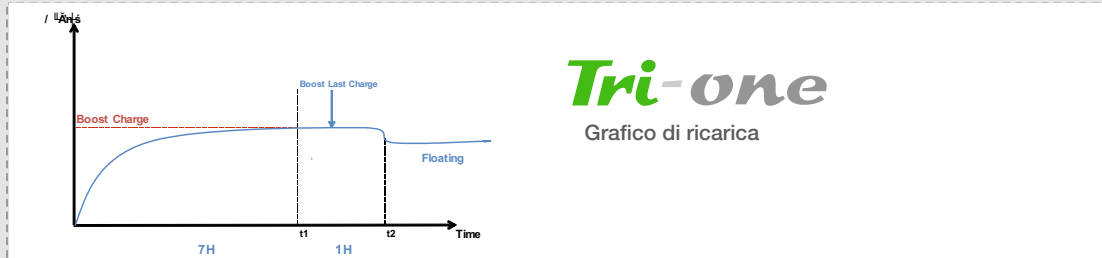 Boost Last Charge
Boost Charge
Floating
t1
t2
Time
7H
1H
Tri-one
Grafico di ricarica